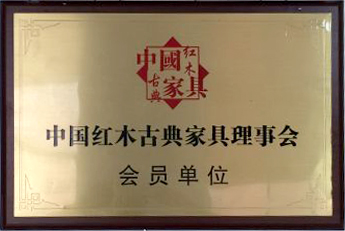 中國红木
古典家具
中国红木古典家具理事会
会员单位